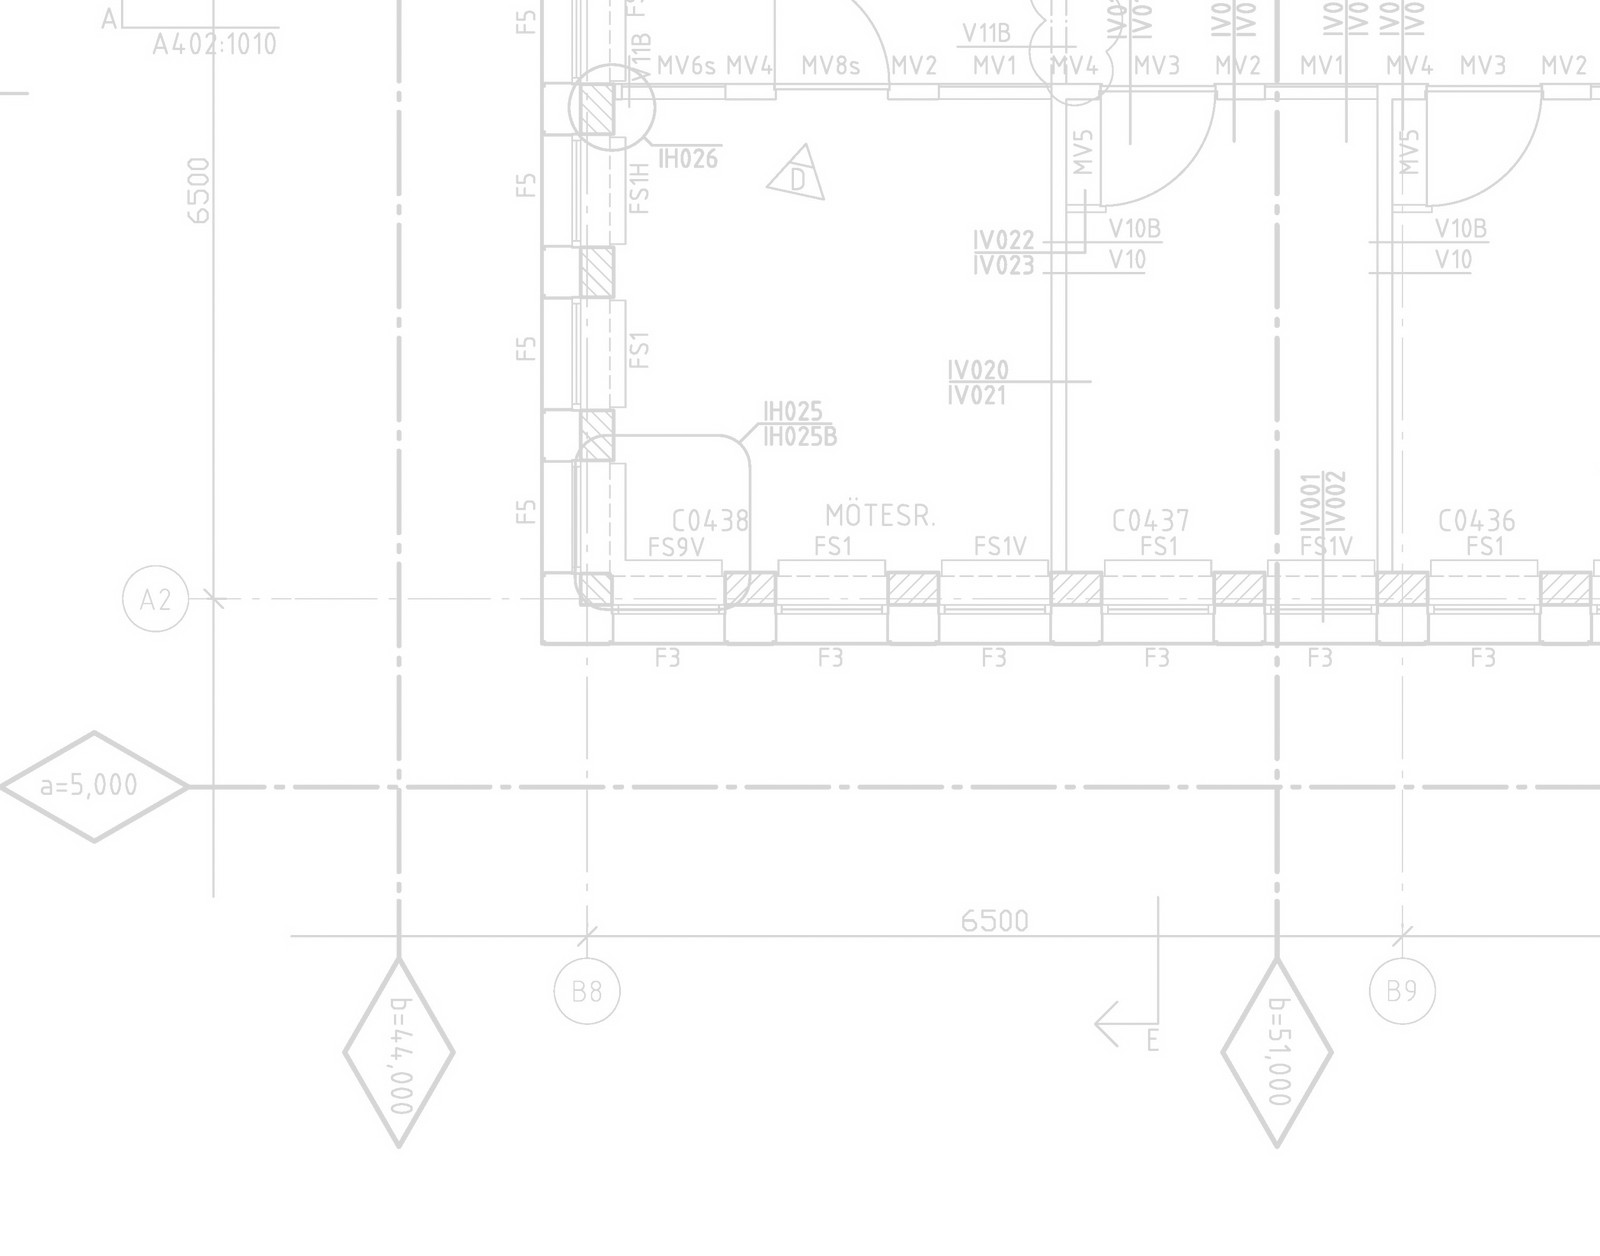 A
A402:1010
F5
V11B
V11B
MV6s
MV4
MV8s
MV2
MV1
MV4
MV3
MV2
MV1
MV4
MV3
MV2
6500
F5
FS1H
IH026
D
MV5
MV5
IV022
IV023
V10B
V10
V10B
V10
F5
FS1
IV020
IV021
IH025
IH025B
F5
C0438
MÖTESR.
C0437
IV001
IV002
C0436
FS9V
FS1
FS1V
FS1
FS1V
FS1
A2
F3
F3
F3
F3
F3
F3
a=5,000
6500
B8
B9
b=44,000
E
b=51,000